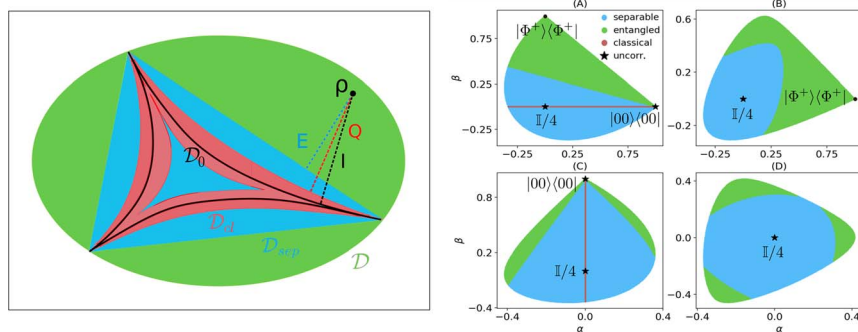 ρ
E
Q
I
𝒟₀
𝒟_cl
𝒟_sep
𝒟
(A)
separable
entangled
classical
uncorr.
|Φ⁺⟩⟨Φ⁺|
𝕀/4
|00⟩⟨00|
β
0.75
0.25
−0.25
−0.25
0.25
0.75
(B)
|Φ⁺⟩⟨Φ⁺|
𝕀/4
0.6
0.2
−0.2
−0.25
0.25
0.75
(C)
|00⟩⟨00|
𝕀/4
β
0.8
0.2
−0.4
−0.4
0.0
0.4
α
(D)
𝕀/4
0.4
0.0
−0.4
−0.4
0.0
0.4
α